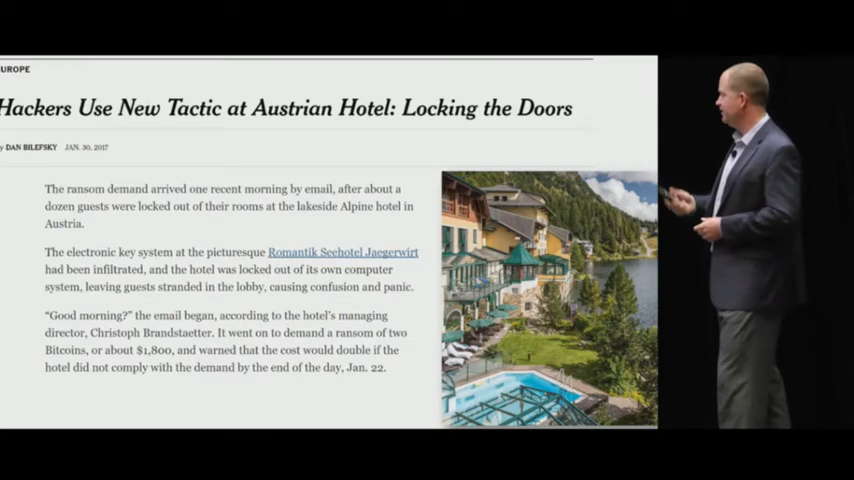 UROPE
Hackers Use New Tactic at Austrian Hotel: Locking the Doors
y DAN BILEFSKY JAN. 30, 2017
The ransom demand arrived one recent morning by email, after about a
dozen guests were locked out of their rooms at the lakeside Alpine hotel in
Austria.
The electronic key system at the picturesque Romantik Seehotel Jaegerwirt
had been infiltrated, and the hotel was locked out of its own computer
system, leaving guests stranded in the lobby, causing confusion and panic.
“Good morning?” the email began, according to the hotel’s managing
director, Christoph Brandstaetter. It went on to demand a ransom of two
Bitcoins, or about $1,800, and warned that the cost would double if the
hotel did not comply with the demand by the end of the day, Jan. 22.